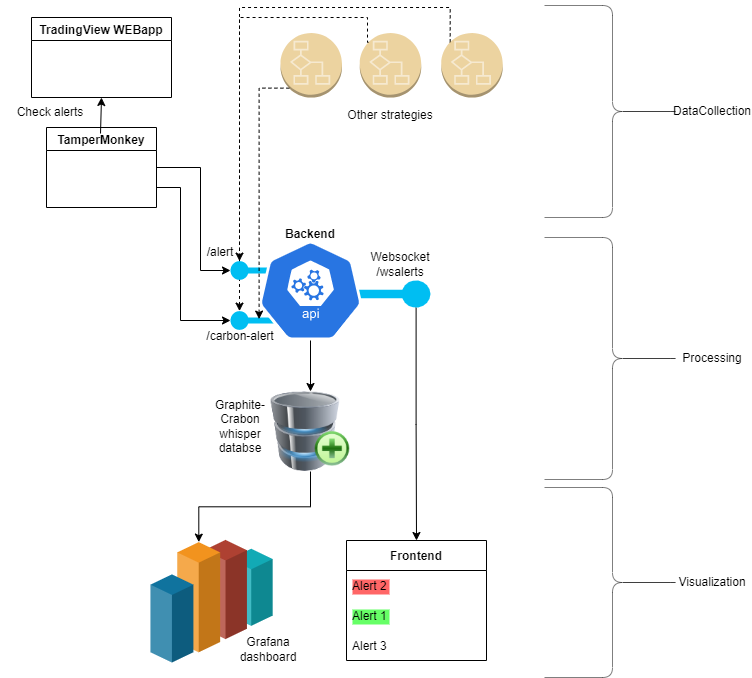 TradingView WEBapp
Check alerts
TamperMonkey
Other strategies
DataCollection
Backend
/alert
Websocket
/wsalerts
api
/carbon-alert
Processing
Graphite-
Crabon
whisper
databse
Frontend
Alert 2
Alert 1
Alert 3
Visualization
Grafana
dashboard